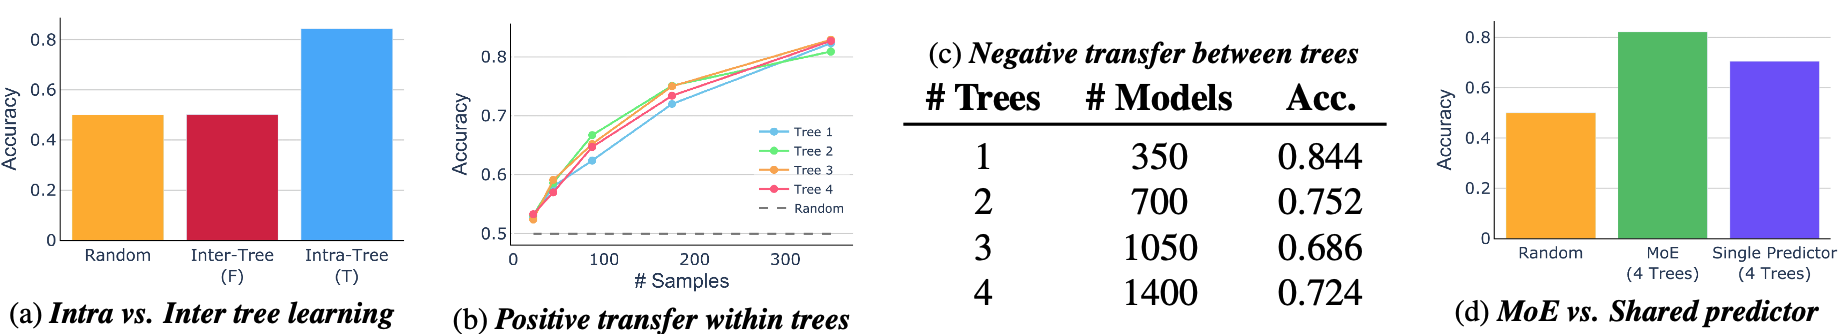 Accuracy
0.8
0.6
0.4
0.2
0
Random
Inter-Tree
(F)
Intra-Tree
(T)
(a) Intra vs. Inter tree learning
Accuracy
0.8
0.7
0.6
0.5
0
100
200
300
# Samples
Tree 1
Tree 2
Tree 3
Tree 4
Random
(b) Positive transfer within trees
(c) Negative transfer between trees
# Trees # Models Acc.
1 350 0.844
2 700 0.752
3 1050 0.686
4 1400 0.724
Accuracy
0.8
0.6
0.4
0.2
0
Random
MoE
(4 Trees)
Single Predictor
(4 Trees)
(d) MoE vs. Shared predictor